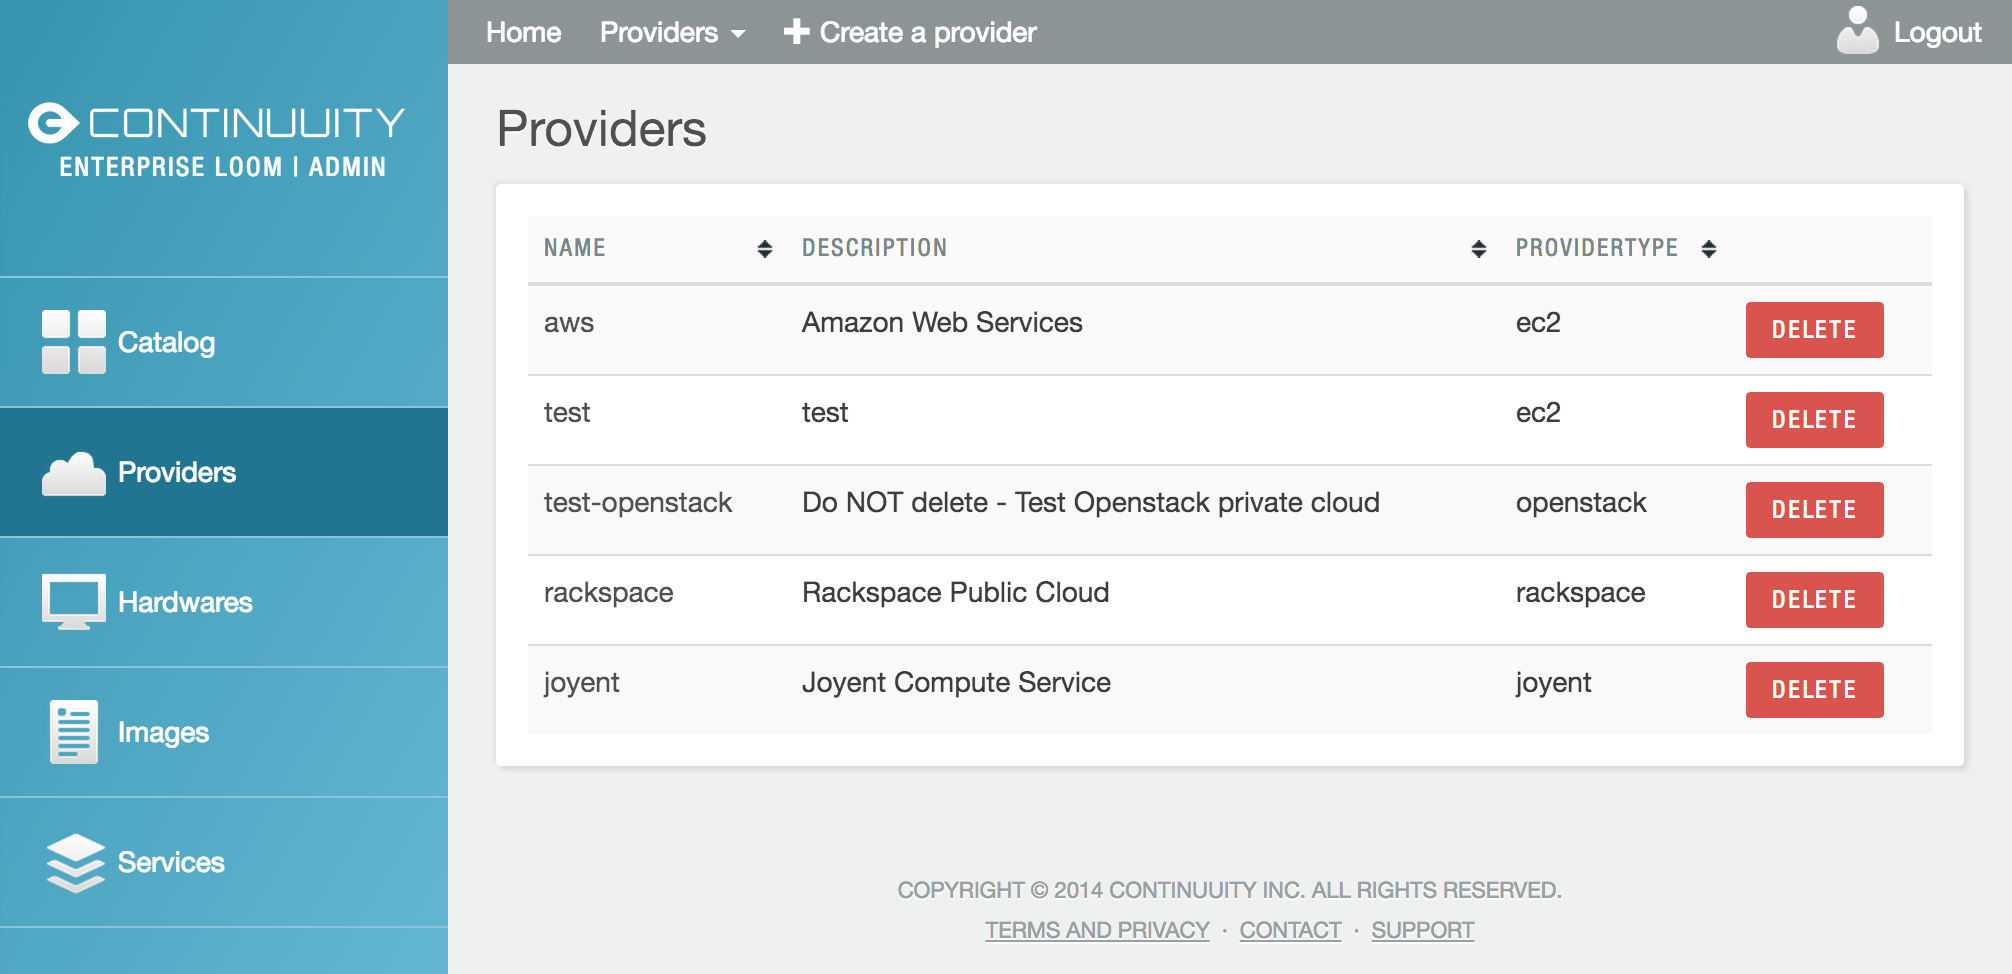 Home Providers Create a provider Logout
CONTINUUITY
ENTERPRISE LOOM | ADMIN
Catalog
Providers
Hardwares
Images
Services
Providers
NAME DESCRIPTION PROVIDERTYPE
aws Amazon Web Services ec2 DELETE
test test ec2 DELETE
test-openstack Do NOT delete - Test Openstack private cloud openstack DELETE
rackspace Rackspace Public Cloud rackspace DELETE
joyent Joyent Compute Service joyent DELETE
COPYRIGHT © 2014 CONTINUUITY INC. ALL RIGHTS RESERVED.
TERMS AND PRIVACY · CONTACT · SUPPORT